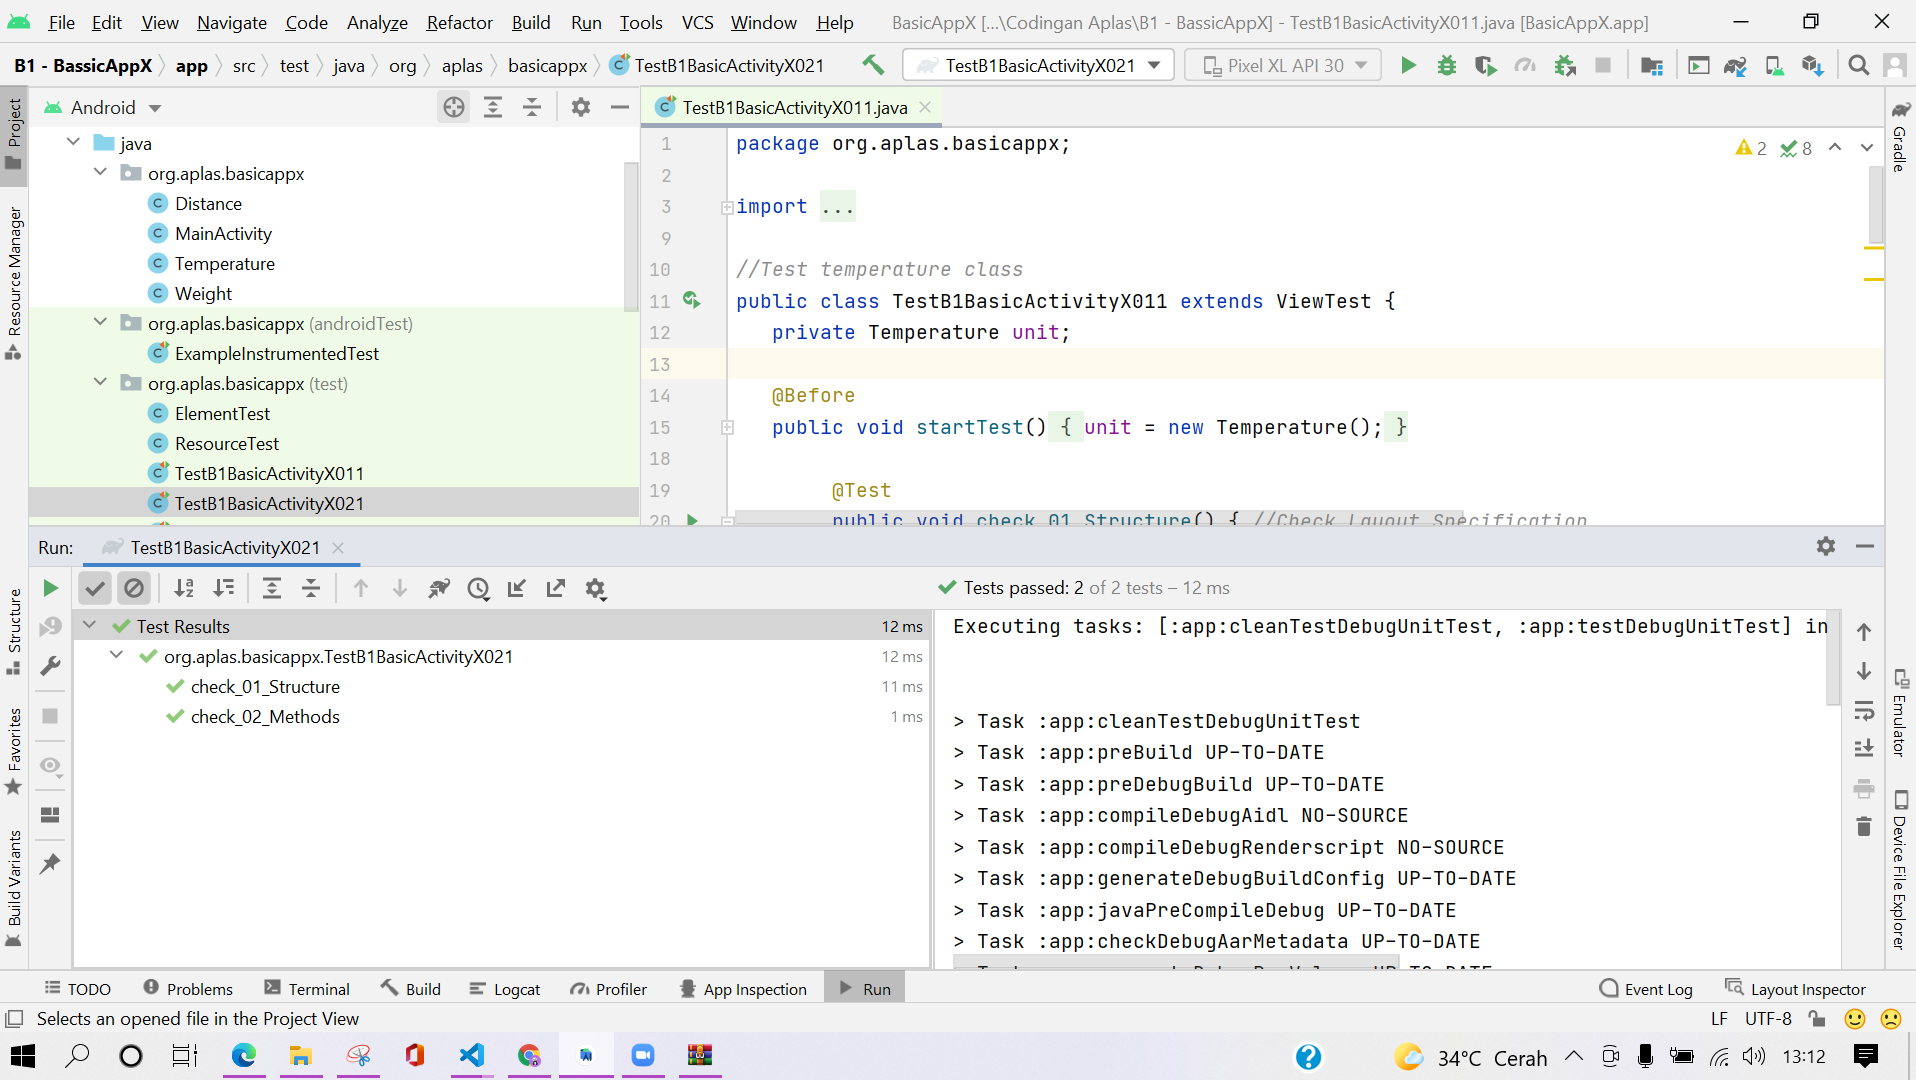 File Edit View Navigate Code Analyze Refactor Build Run Tools VCS Window Help BasicAppX [...\Codingan Aplas\B1 - BassicAppX] - TestB1BasicActivityX011.java [BasicAppX.app]
B1 - BassicAppX app src test java org aplas basicappx TestB1BasicActivityX021 TestB1BasicActivityX021 Pixel XL API 30
Project
Resource Manager
Structure
Favorites
Build Variants
Android
java
org.aplas.basicappx
Distance
MainActivity
Temperature
Weight
org.aplas.basicappx (androidTest)
ExampleInstrumentedTest
org.aplas.basicappx (test)
ElementTest
ResourceTest
TestB1BasicActivityX011
TestB1BasicActivityX021
TestB1BasicActivityX011.java
1 package org.aplas.basicappx;
2
3 import ...
9
10 //Test temperature class
11 public class TestB1BasicActivityX011 extends ViewTest {
12 private Temperature unit;
13
14 @Before
15 public void startTest() { unit = new Temperature(); }
18
19 @Test
20 public void check_01_Structure() { //Check Layout Specification
2 8
Gradle
Emulator
Device File Explorer
Run: TestB1BasicActivityX021
Tests passed: 2 of 2 tests – 12 ms
Test Results 12 ms
org.aplas.basicappx.TestB1BasicActivityX021 12 ms
check_01_Structure 11 ms
check_02_Methods 1 ms
Executing tasks: [:app:cleanTestDebugUnitTest, :app:testDebugUnitTest] in
> Task :app:cleanTestDebugUnitTest
> Task :app:preBuild UP-TO-DATE
> Task :app:preDebugBuild UP-TO-DATE
> Task :app:compileDebugAidl NO-SOURCE
> Task :app:compileDebugRenderscript NO-SOURCE
> Task :app:generateDebugBuildConfig UP-TO-DATE
> Task :app:javaPreCompileDebug UP-TO-DATE
> Task :app:checkDebugAarMetadata UP-TO-DATE
TODO Problems Terminal Build Logcat Profiler App Inspection Run Event Log Layout Inspector
Selects an opened file in the Project View LF UTF-8
34°C Cerah 13:12